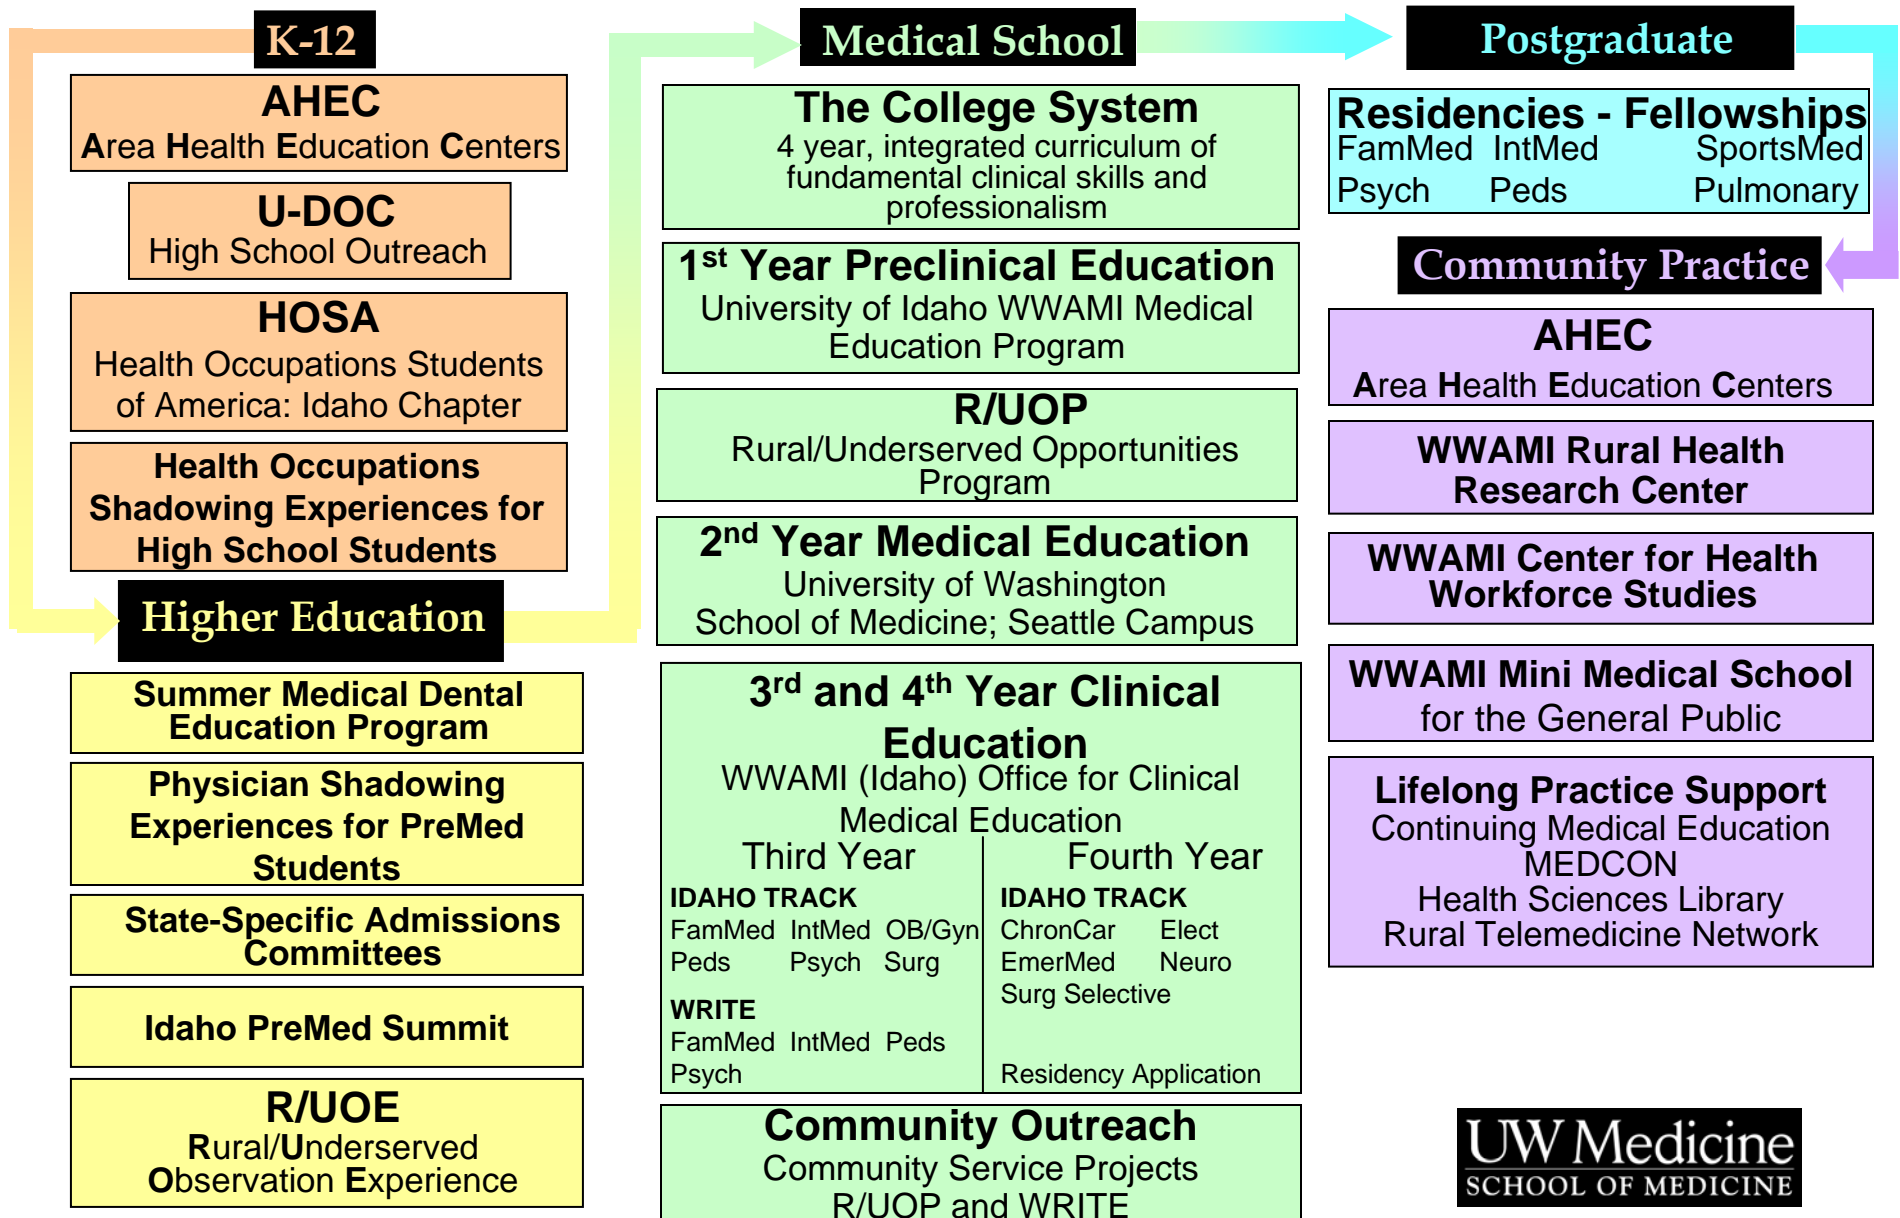 K-12
AHEC
Area Health Education Centers
U-DOC
High School Outreach
HOSA
Health Occupations Students
of America: Idaho Chapter
Health Occupations
Shadowing Experiences for
High School Students
Higher Education
Summer Medical Dental
Education Program
Physician Shadowing
Experiences for PreMed
Students
State-Specific Admissions
Committees
Idaho PreMed Summit
R/UOE
Rural/Underserved
Observation Experience
Medical School
The College System
4 year, integrated curriculum of
fundamental clinical skills and
professionalism
1st Year Preclinical Education
University of Idaho WWAMI Medical
Education Program
R/UOP
Rural/Underserved Opportunities
Program
2nd Year Medical Education
University of Washington
School of Medicine; Seattle Campus
3rd and 4th Year Clinical
Education
WWAMI (Idaho) Office for Clinical
Medical Education
Third Year
IDAHO TRACK
FamMed IntMed OB/Gyn
Peds Psych Surg
WRITE
FamMed IntMed Peds
Psych
Fourth Year
IDAHO TRACK
ChronCar Elect
EmerMed Neuro
Surg Selective
Residency Application
Community Outreach
Community Service Projects
R/UOP and WRITE
Postgraduate
Residencies - Fellowships
FamMed IntMed SportsMed
Psych Peds Pulmonary
Community Practice
AHEC
Area Health Education Centers
WWAMI Rural Health
Research Center
WWAMI Center for Health
Workforce Studies
WWAMI Mini Medical School
for the General Public
Lifelong Practice Support
Continuing Medical Education
MEDCON
Health Sciences Library
Rural Telemedicine Network
UW Medicine
SCHOOL OF MEDICINE